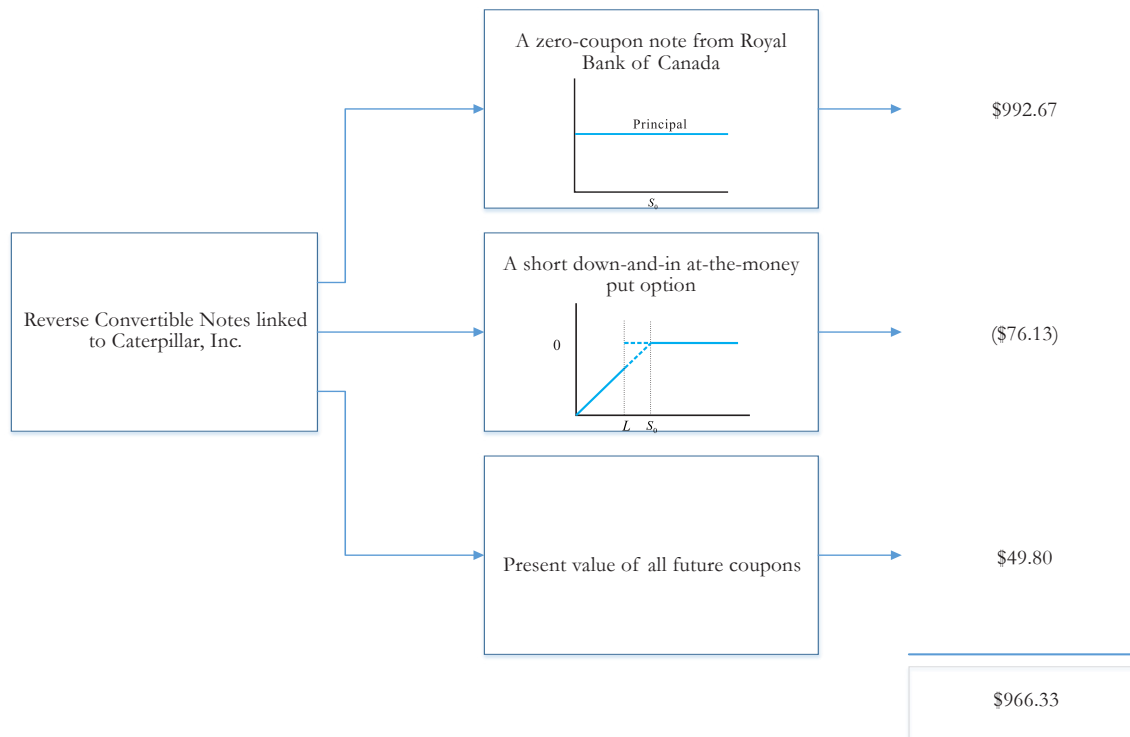 A zero-coupon note from Royal
Bank of Canada
Principal
S₀
$992.67
Reverse Convertible Notes linked
to Caterpillar, Inc.
A short down-and-in at-the-money
put option
0
L
S₀
($76.13)
Present value of all future coupons
$49.80
$966.33